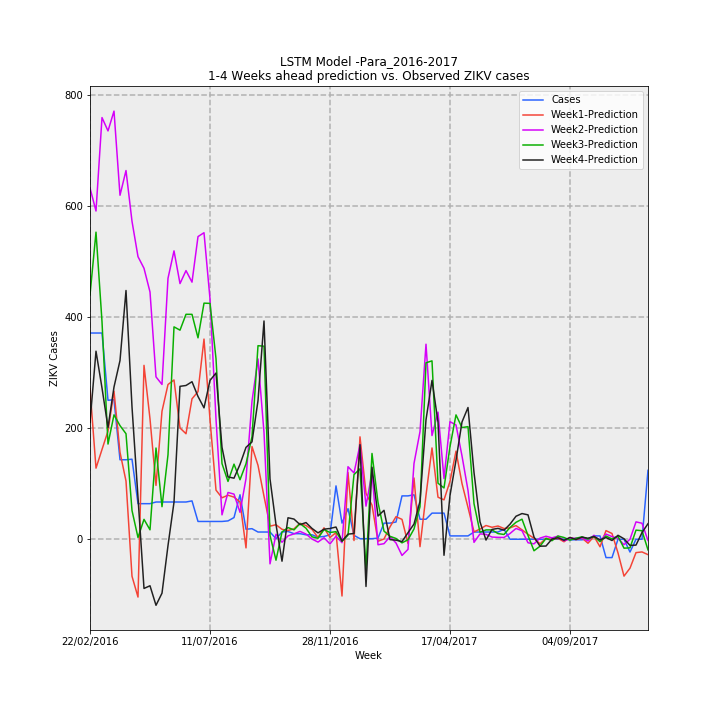 LSTM Model -Para_2016-2017
1-4 Weeks ahead prediction vs. Observed ZIKV cases
Cases
Week1-Prediction
Week2-Prediction
Week3-Prediction
Week4-Prediction
800
600
400
200
0
ZIKV Cases
22/02/2016 11/07/2016 28/11/2016 17/04/2017 04/09/2017
Week